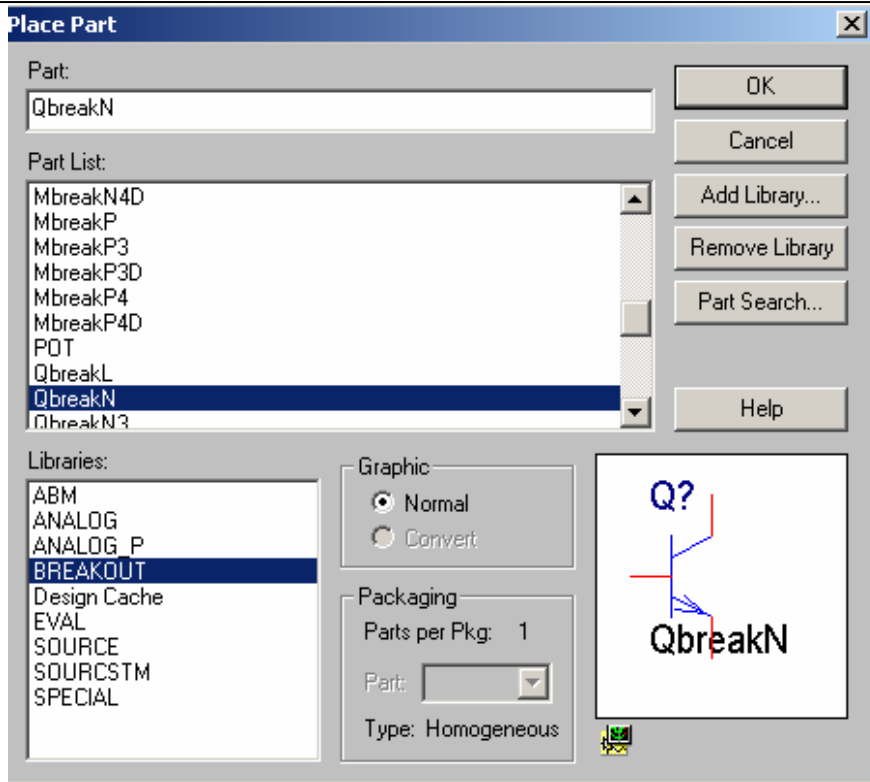 Place Part
Part:
QbreakN
OK
Cancel
Part List:
MbreakN4D
MbreakP
MbreakP3
MbreakP3D
MbreakP4
MbreakP4D
POT
QbreakL
QbreakN
QbreakN3
Add Library...
Remove Library
Part Search...
Help
Libraries:
ABM
ANALOG
ANALOG_P
BREAKOUT
Design Cache
EVAL
SOURCE
SOURCSTM
SPECIAL
Graphic
Normal
Convert
Packaging
Parts per Pkg: 1
Part:
Type: Homogeneous
Q?
QbreakN